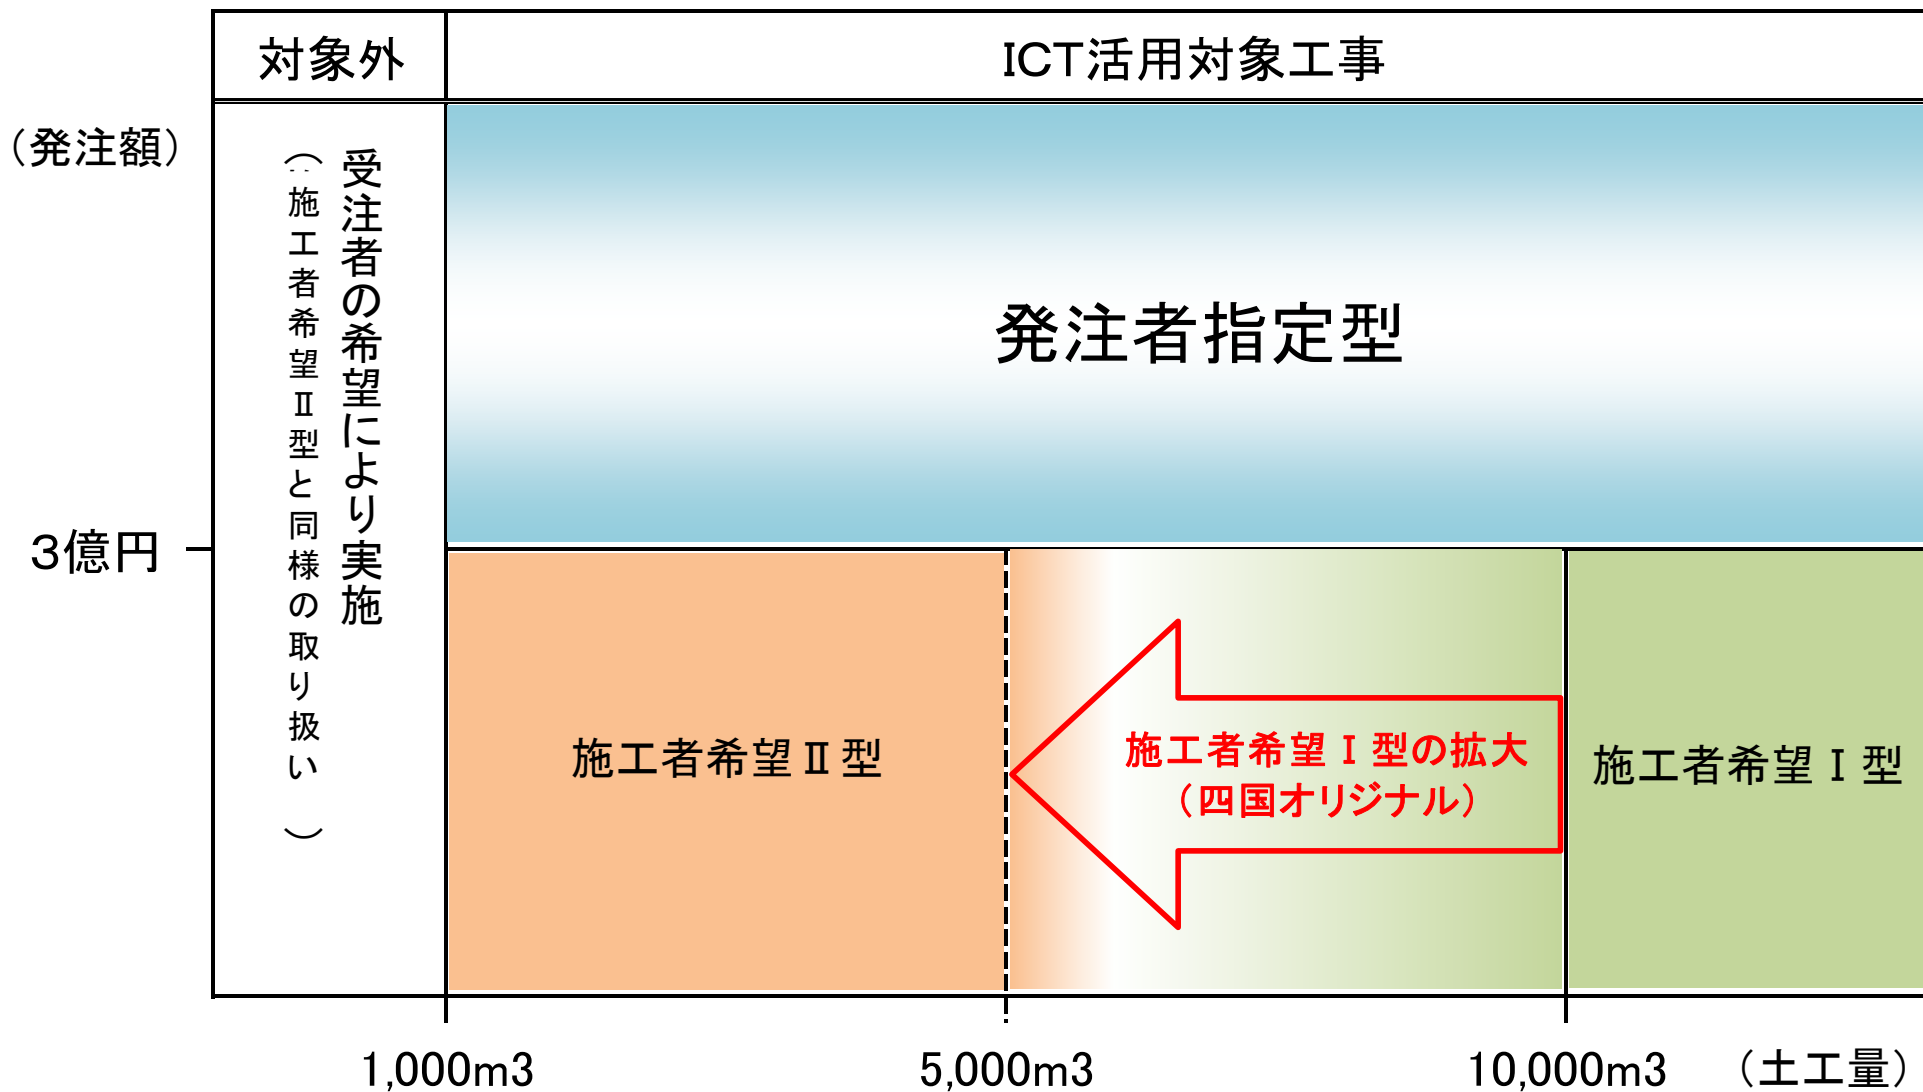 対象外
ICT活用対象工事
（発注額）
受注者の希望により実施
（※施工者希望Ⅱ型と同様の取り扱い）
発注者指定型
3億円
施工者希望Ⅱ型
施工者希望Ⅰ型の拡大
（四国オリジナル）
施工者希望Ⅰ型
1,000m3
5,000m3
10,000m3
（土工量）